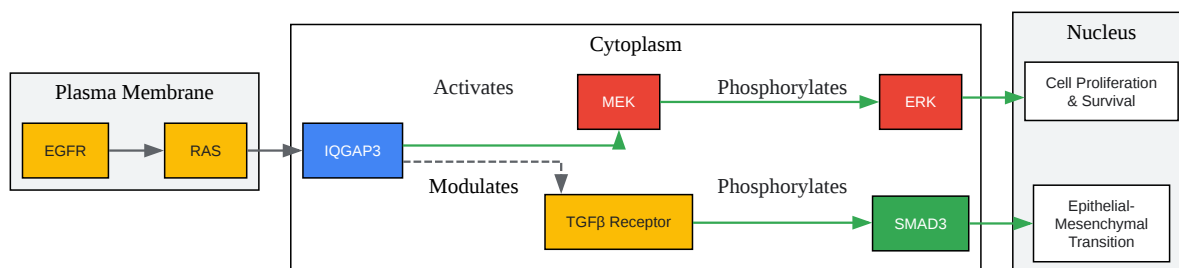 Plasma Membrane
EGFR
RAS
Cytoplasm
IQGAP3
Activates
MEK
Phosphorylates
ERK
Modulates
TGFβ Receptor
Phosphorylates
SMAD3
Nucleus
Cell Proliferation
& Survival
Epithelial-
Mesenchymal
Transition